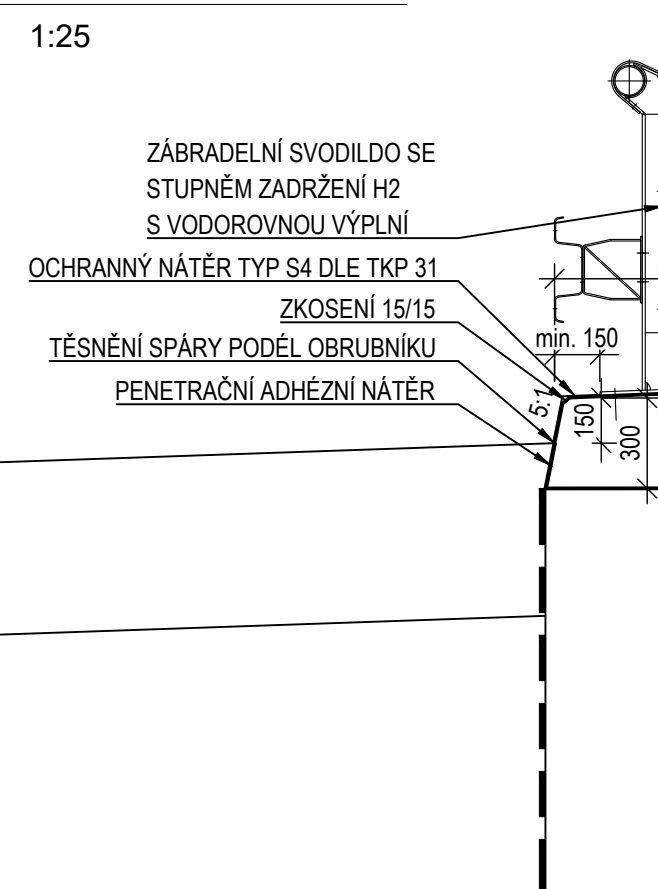 1:25
ZÁBRADELNÍ SVODILDO SE
STUPNĚM ZADRŽENÍ H2
S VODOROVNOU VÝPLNÍ
OCHRANNÝ NÁTĚR TYP S4 DLE TKP 31
ZKOSENÍ 15/15
TĚSNĚNÍ SPÁRY PODÉL OBRUBNÍKU
PENETRAČNÍ ADHÉZNÍ NÁTĚR
min. 150
5:1
150
300